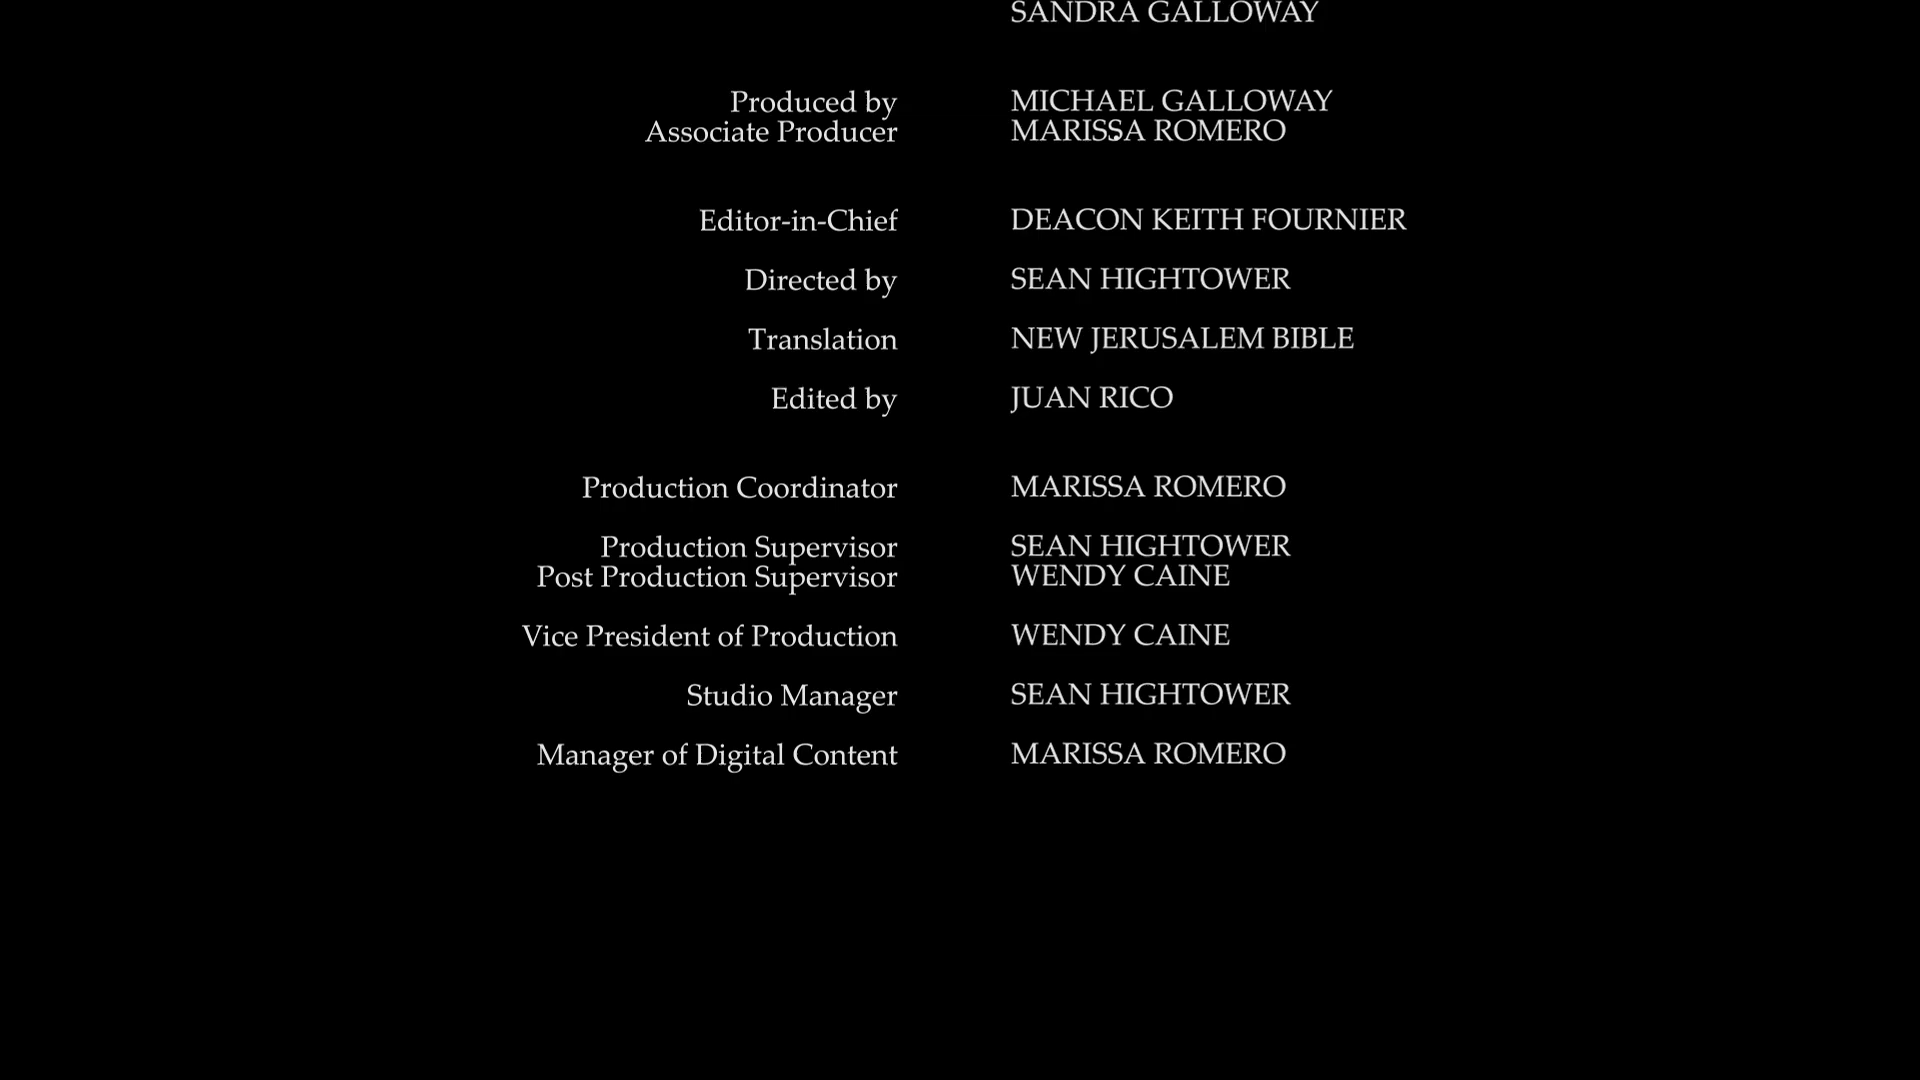 SANDRA GALLOWAY
Produced by MICHAEL GALLOWAY
Associate Producer MARISSA ROMERO
Editor-in-Chief DEACON KEITH FOURNIER
Directed by SEAN HIGHTOWER
Translation NEW JERUSALEM BIBLE
Edited by JUAN RICO
Production Coordinator MARISSA ROMERO
Production Supervisor SEAN HIGHTOWER
Post Production Supervisor WENDY CAINE
Vice President of Production WENDY CAINE
Studio Manager SEAN HIGHTOWER
Manager of Digital Content MARISSA ROMERO